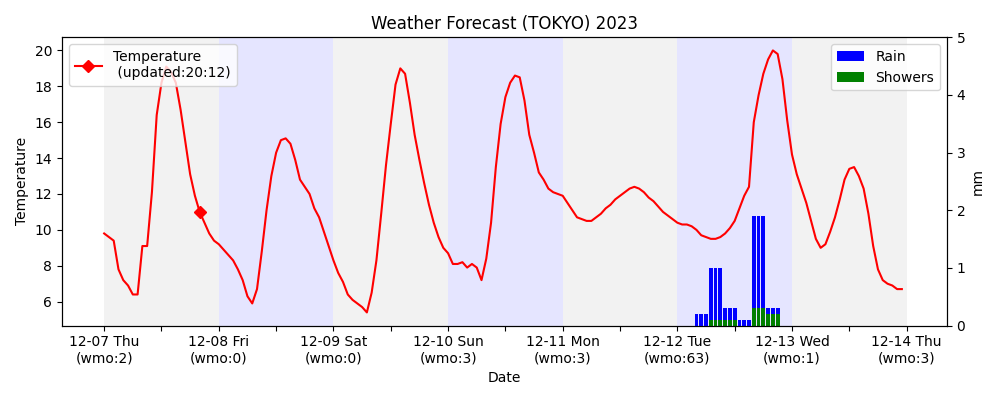 Weather Forecast (TOKYO) 2023
Temperature
(updated:20:12)
Rain
Showers
20
18
16
14
12
10
8
6
Temperature
5
4
3
2
1
0
mm
12-07 Thu 12-08 Fri 12-09 Sat 12-10 Sun 12-11 Mon 12-12 Tue 12-13 Wed 12-14 Thu
(wmo:2) (wmo:0) (wmo:0) (wmo:3) (wmo:3) (wmo:63) (wmo:1) (wmo:3)
Date